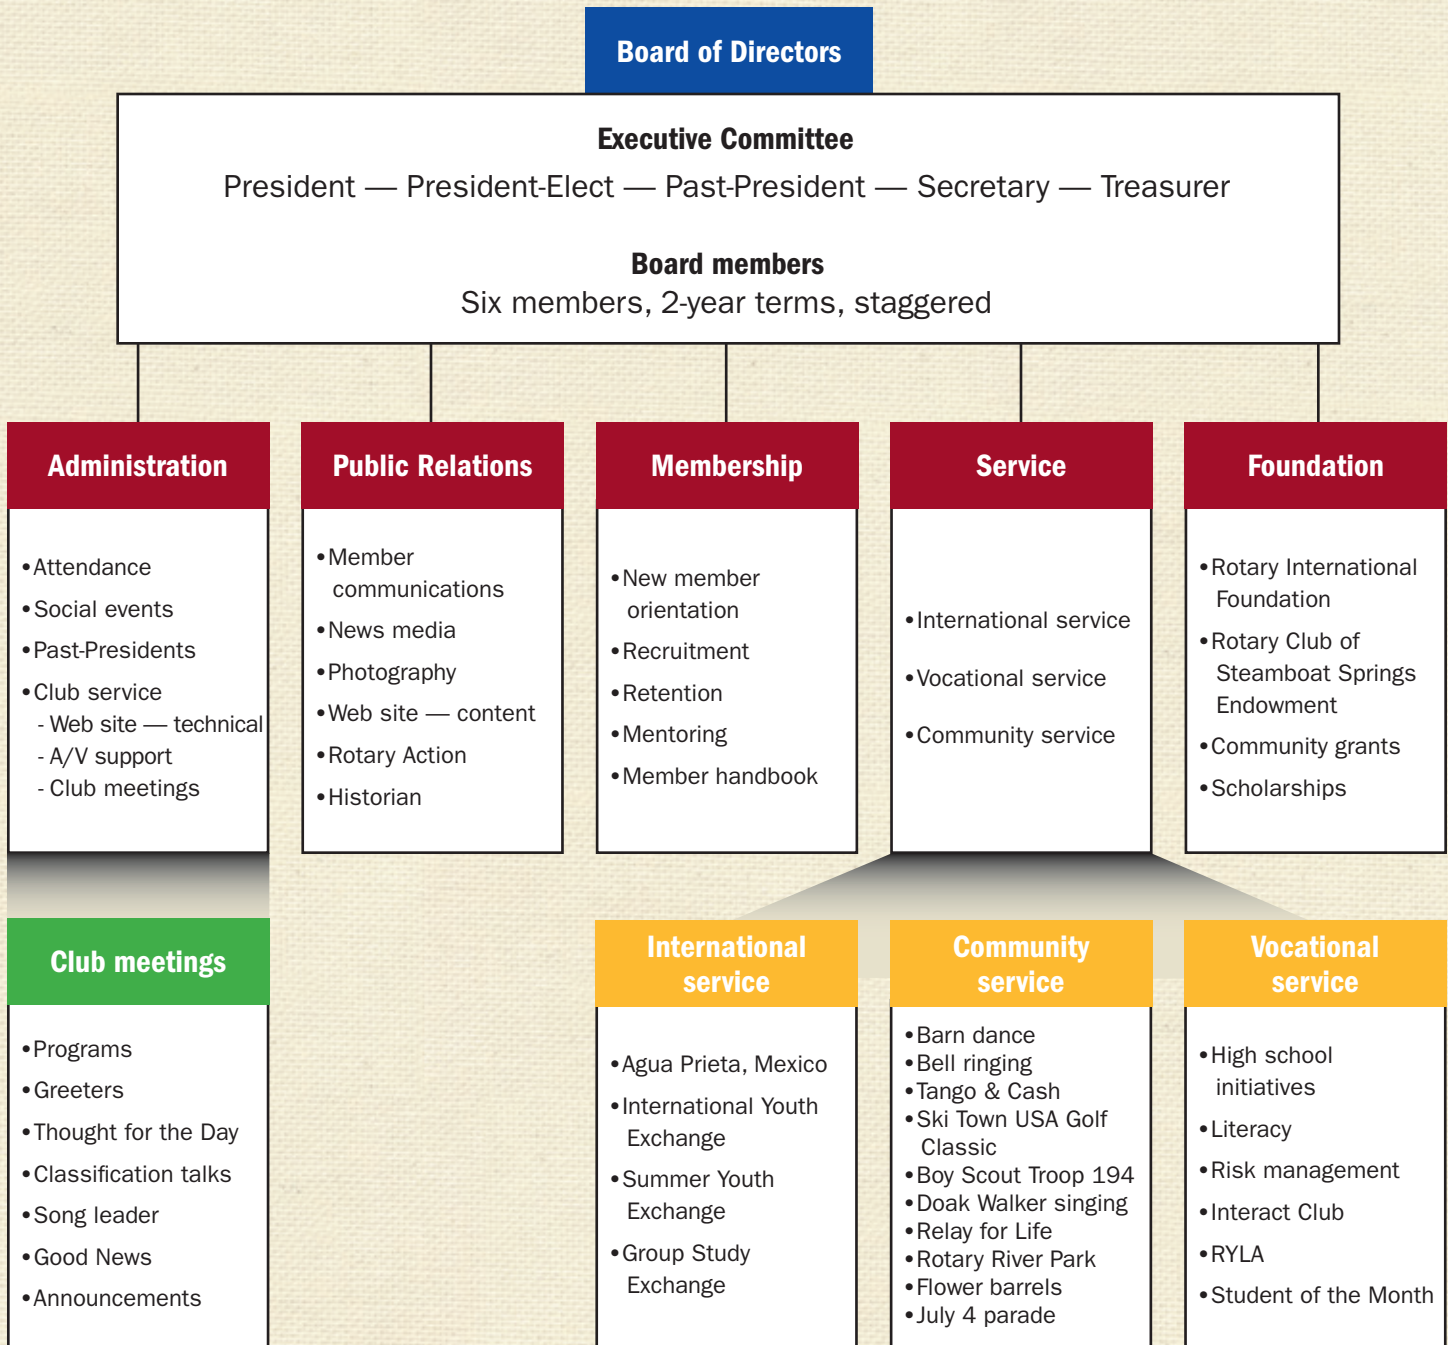 Board of Directors
Executive Committee
President — President-Elect — Past-President — Secretary — Treasurer
Board members
Six members, 2-year terms, staggered
Administration
•Attendance
•Social events
•Past-Presidents
•Club service
- Web site — technical
- A/V support
- Club meetings
Public Relations
•Member
communications
•News media
•Photography
•Web site — content
•Rotary Action
•Historian
Membership
•New member
orientation
•Recruitment
•Retention
•Mentoring
•Member handbook
Service
•International service
•Vocational service
•Community service
Foundation
•Rotary International
Foundation
•Rotary Club of
Steamboat Springs
Endowment
•Community grants
•Scholarships
Club meetings
•Programs
•Greeters
•Thought for the Day
•Classification talks
•Song leader
•Good News
•Announcements
International
service
•Agua Prieta, Mexico
•International Youth
Exchange
•Summer Youth
Exchange
•Group Study
Exchange
Community
service
•Barn dance
•Bell ringing
•Tango & Cash
•Ski Town USA Golf
Classic
•Boy Scout Troop 194
•Doak Walker singing
•Relay for Life
•Rotary River Park
•Flower barrels
•July 4 parade
Vocational
service
•High school
initiatives
•Literacy
•Risk management
•Interact Club
•RYLA
•Student of the Month